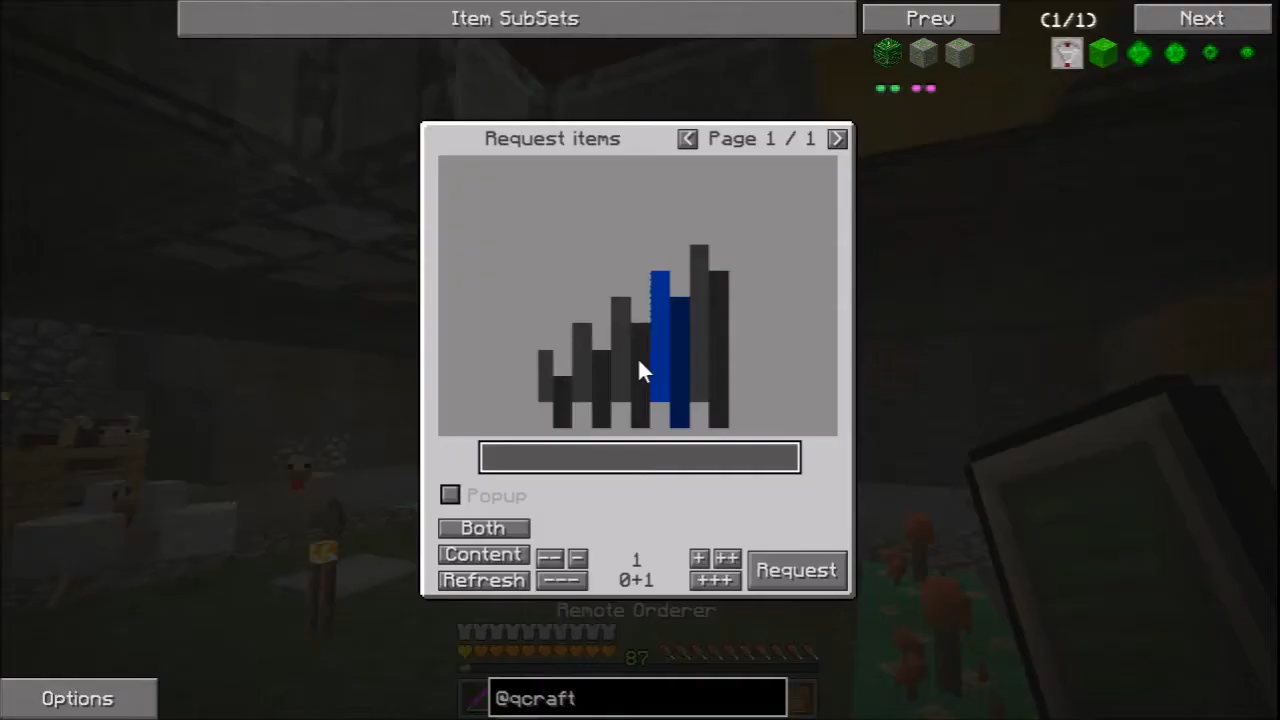 Item SubSets
Prev
(1/1)
Next
Request items
Page 1 / 1
Popup
Both
Content
Refresh
-- -
---
1
0+1
+ ++
+++
Request
Remote Orderer
87
Options
@qcraft